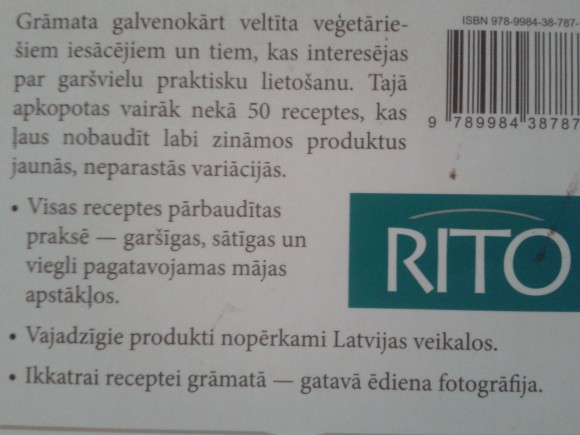 Grāmata galvenokārt veltīta veģetārie-
šiem iesācējiem un tiem, kas interesējas
par garšvielu praktisku lietošanu. Tajā
apkopotas vairāk nekā 50 receptes, kas
ļaus nobaudīt labi zināmos produktus
jaunās, neparastās variācijās.
• Visas receptes pārbaudītas
praksē — garšīgas, sātīgas un
viegli pagatavojamas mājas
apstākļos.
• Vajadzīgie produkti nopērkami Latvijas veikalos.
• Ikkatrai receptei grāmatā — gatavā ēdiena fotogrāfija.
ISBN 978-9984-38-787-
9 789984 38787
RITO